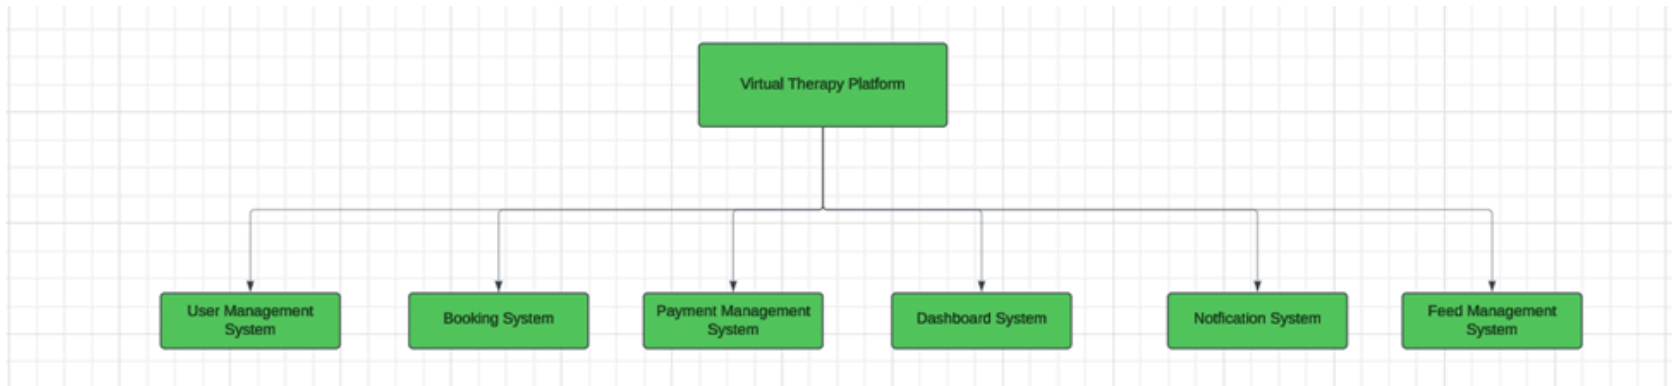 Virtual Therapy Platform
User Management
System
Booking System
Payment Management
System
Dashboard System
Notfication System
Feed Management
System